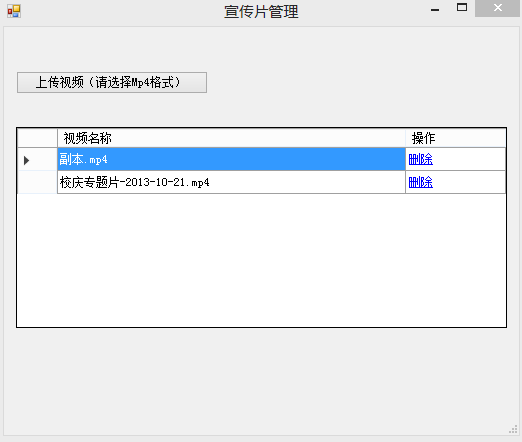 宣传片管理
上传视频（请选择Mp4格式）
视频名称 操作
副本.mp4 删除
校庆专题片-2013-10-21.mp4 删除